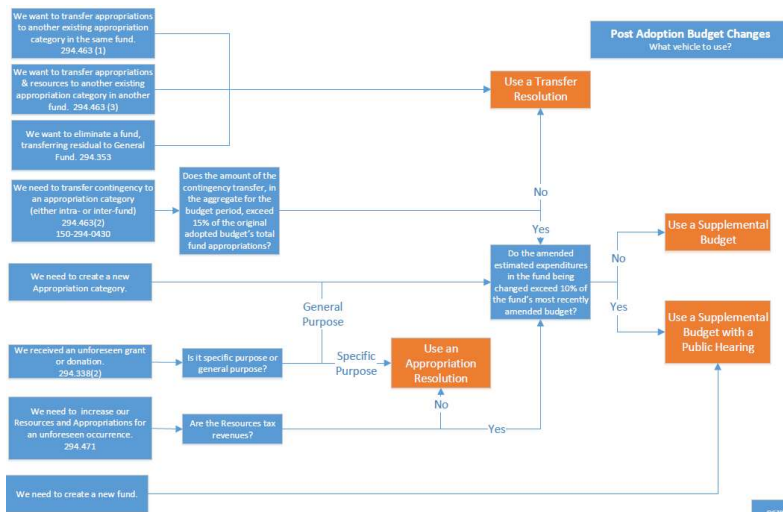 Post Adoption Budget Changes
What vehicle to use?
We want to transfer appropriations
to another existing appropriation
category in the same fund.
294.463 (1)
We want to transfer appropriations
& resources to another existing
appropriation category in another
fund. 294.463 (3)
Use a Transfer
Resolution
We want to eliminate a fund,
transferring residual to General
Fund. 294.353
We need to transfer contingency to
an appropriation category
(either intra- or inter-fund)
294.463(2)
150-294-0430
Does the amount of the
contingency transfer, in
the aggregate for the
budget period, exceed
15% of the original
adopted budget's total
fund appropriations?
No
Yes
Do the amended
estimated expenditures
in the fund being
changed exceed 10% of
the fund's most recently
amended budget?
No
Yes
Use a Supplemental
Budget
Use a Supplemental
Budget with a
Public Hearing
We need to create a new
Appropriation category.
General
Purpose
We received an unforeseen grant
or donation.
294.338(2)
Is it specific purpose or
general purpose?
Specific
Purpose
Use an
Appropriation
Resolution
We need to increase our
Resources and Appropriations for
an unforeseen occurrence.
294.471
Are the Resources tax
revenues?
No
Yes
We need to create a new fund.